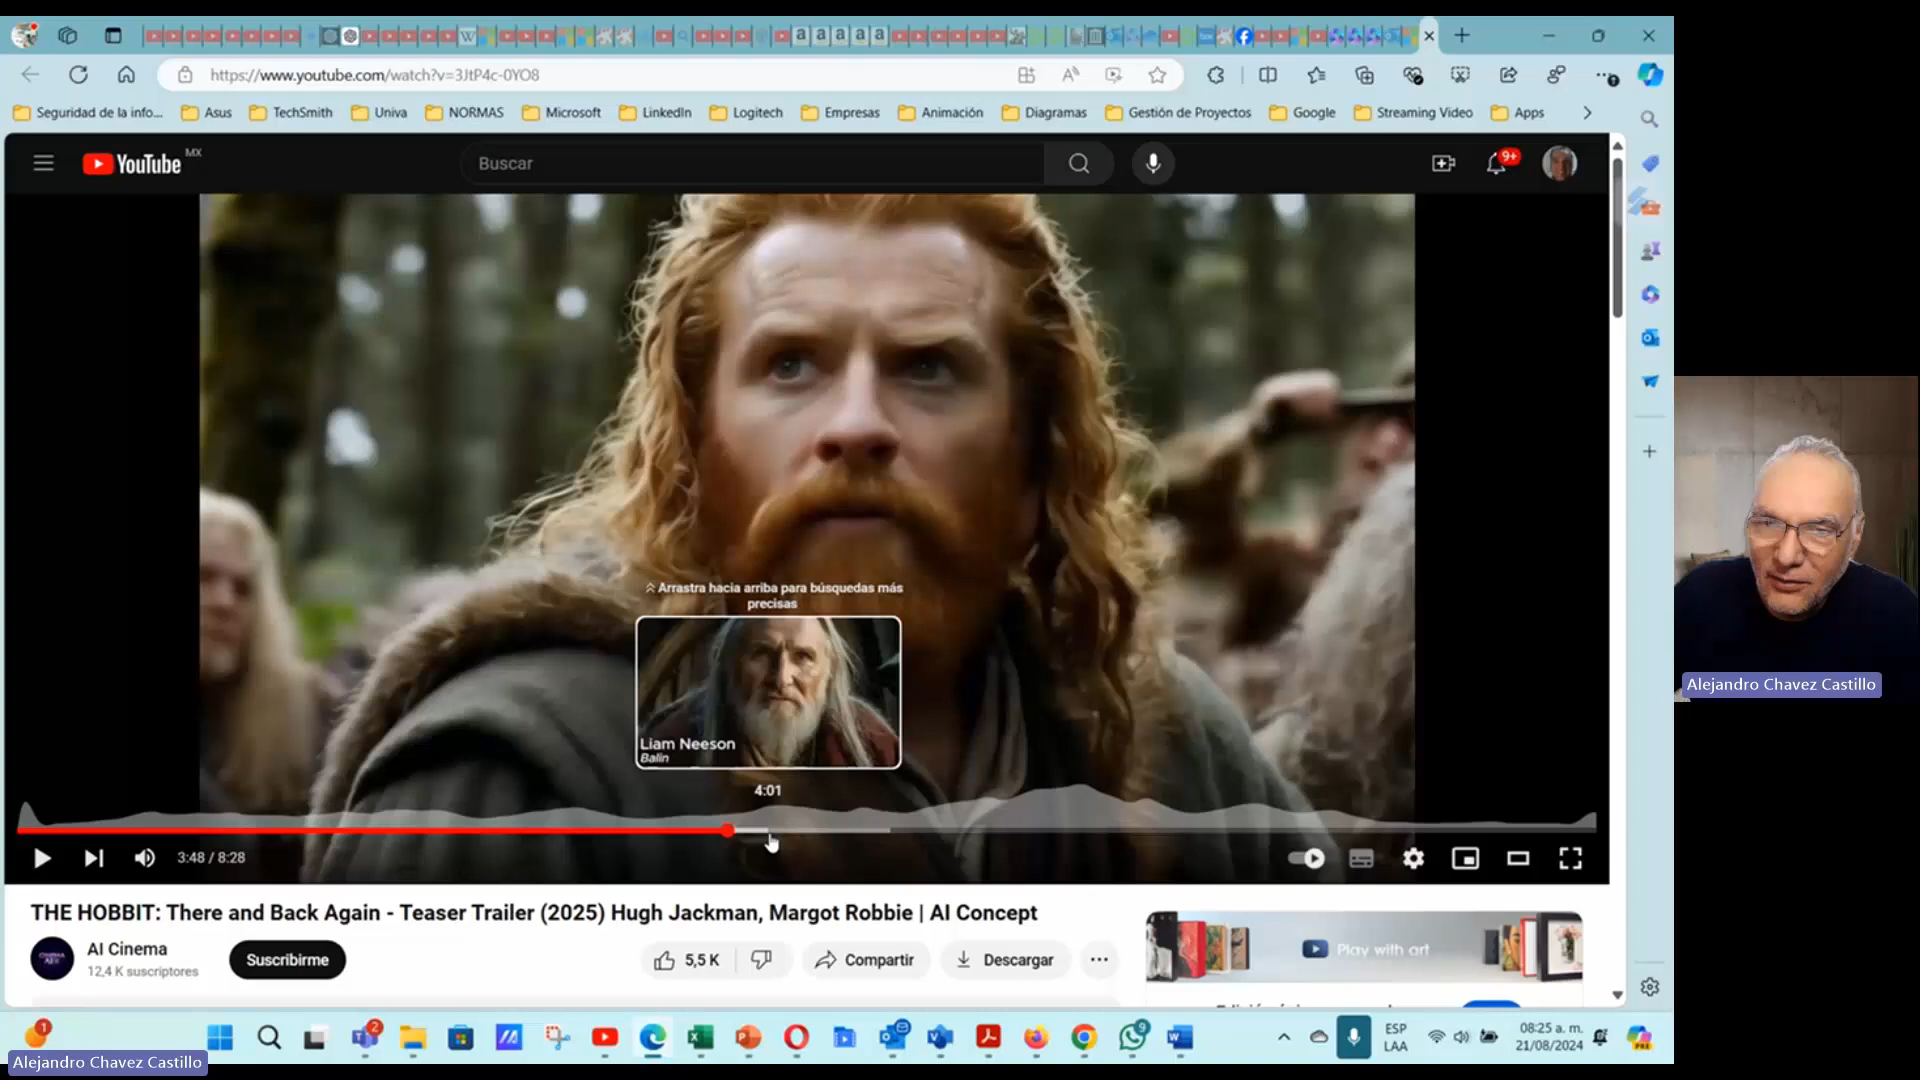 https://www.youtube.com/watch?v=3JtP4c-0YO8
Seguridad de la info...
Asus
TechSmith
Univa
NORMAS
Microsoft
LinkedIn
Logitech
Empresas
Animación
Diagramas
Gestión de Proyectos
Google
Streaming Video
Apps
YouTube MX
Buscar
9+
Arrastra hacia arriba para búsquedas más
precisas
Liam Neeson
Balin
4:01
3:48 / 8:28
THE HOBBIT: There and Back Again - Teaser Trailer (2025) Hugh Jackman, Margot Robbie | AI Concept
AI Cinema
12,4 K suscriptores
Suscribirme
5,5 K
Compartir
Descargar
Play with art
Alejandro Chavez Castillo
1
2
9
ESP
LAA
08:25 a. m.
21/08/2024
Alejandro Chavez Castillo